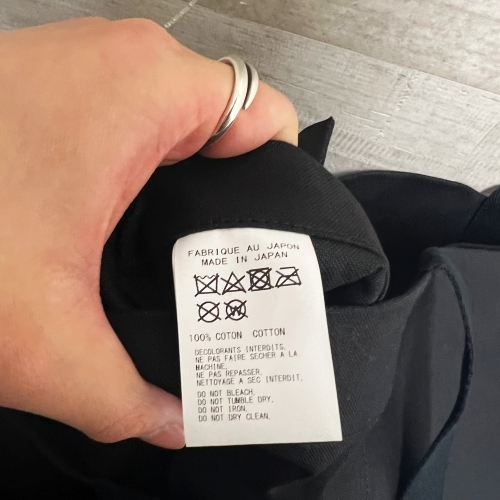 FABRIQUE AU JAPON
MADE IN JAPAN
100% COTON COTTON
DECOLORANTS INTERDITS.
NE PAS FAIRE SECHER A LA
MACHINE.
NE PAS REPASSER.
NETTOYAGE A SEC INTERDIT.
DO NOT BLEACH.
DO NOT TUMBLE DRY.
DO NOT IRON.
DO NOT DRY CLEAN.